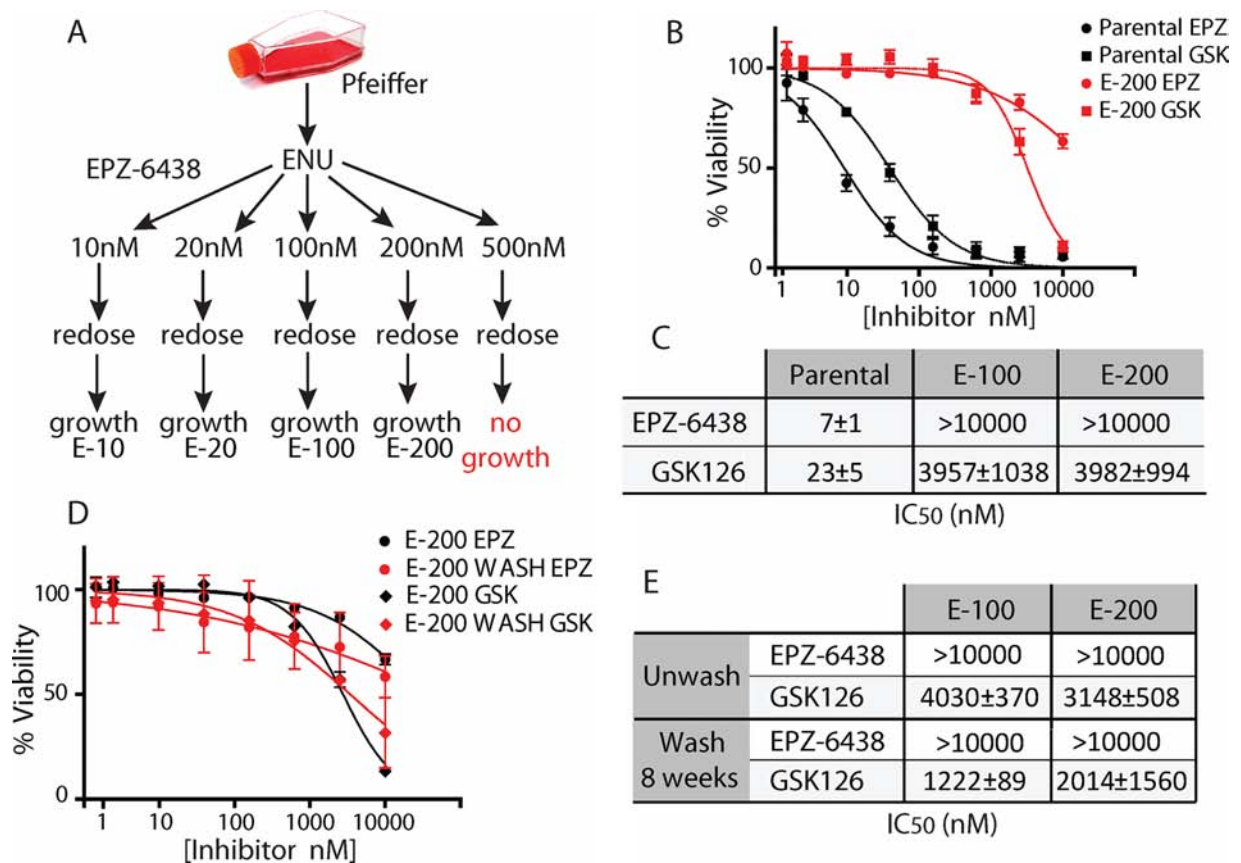 A
Pfeiffer
EPZ-6438
ENU
10nM 20nM 100nM 200nM 500nM
redose redose redose redose redose
growth growth growth growth no
E-10 E-20 E-100 E-200 growth
B
Parental EPZ
Parental GSK
E-200 EPZ
E-200 GSK
% Viability
100
50
0
1 10 100 1000 10000
[Inhibitor nM]
C
Parental E-100 E-200
EPZ-6438 7±1 >10000 >10000
GSK126 23±5 3957±1038 3982±994
IC50 (nM)
D
E-200 EPZ
E-200 WASH EPZ
E-200 GSK
E-200 WASH GSK
% Viability
100
50
0
1 10 100 1000 10000
[Inhibitor nM]
E
E-100 E-200
Unwash
EPZ-6438 >10000 >10000
GSK126 4030±370 3148±508
Wash
8 weeks
EPZ-6438 >10000 >10000
GSK126 1222±89 2014±1560
IC50 (nM)